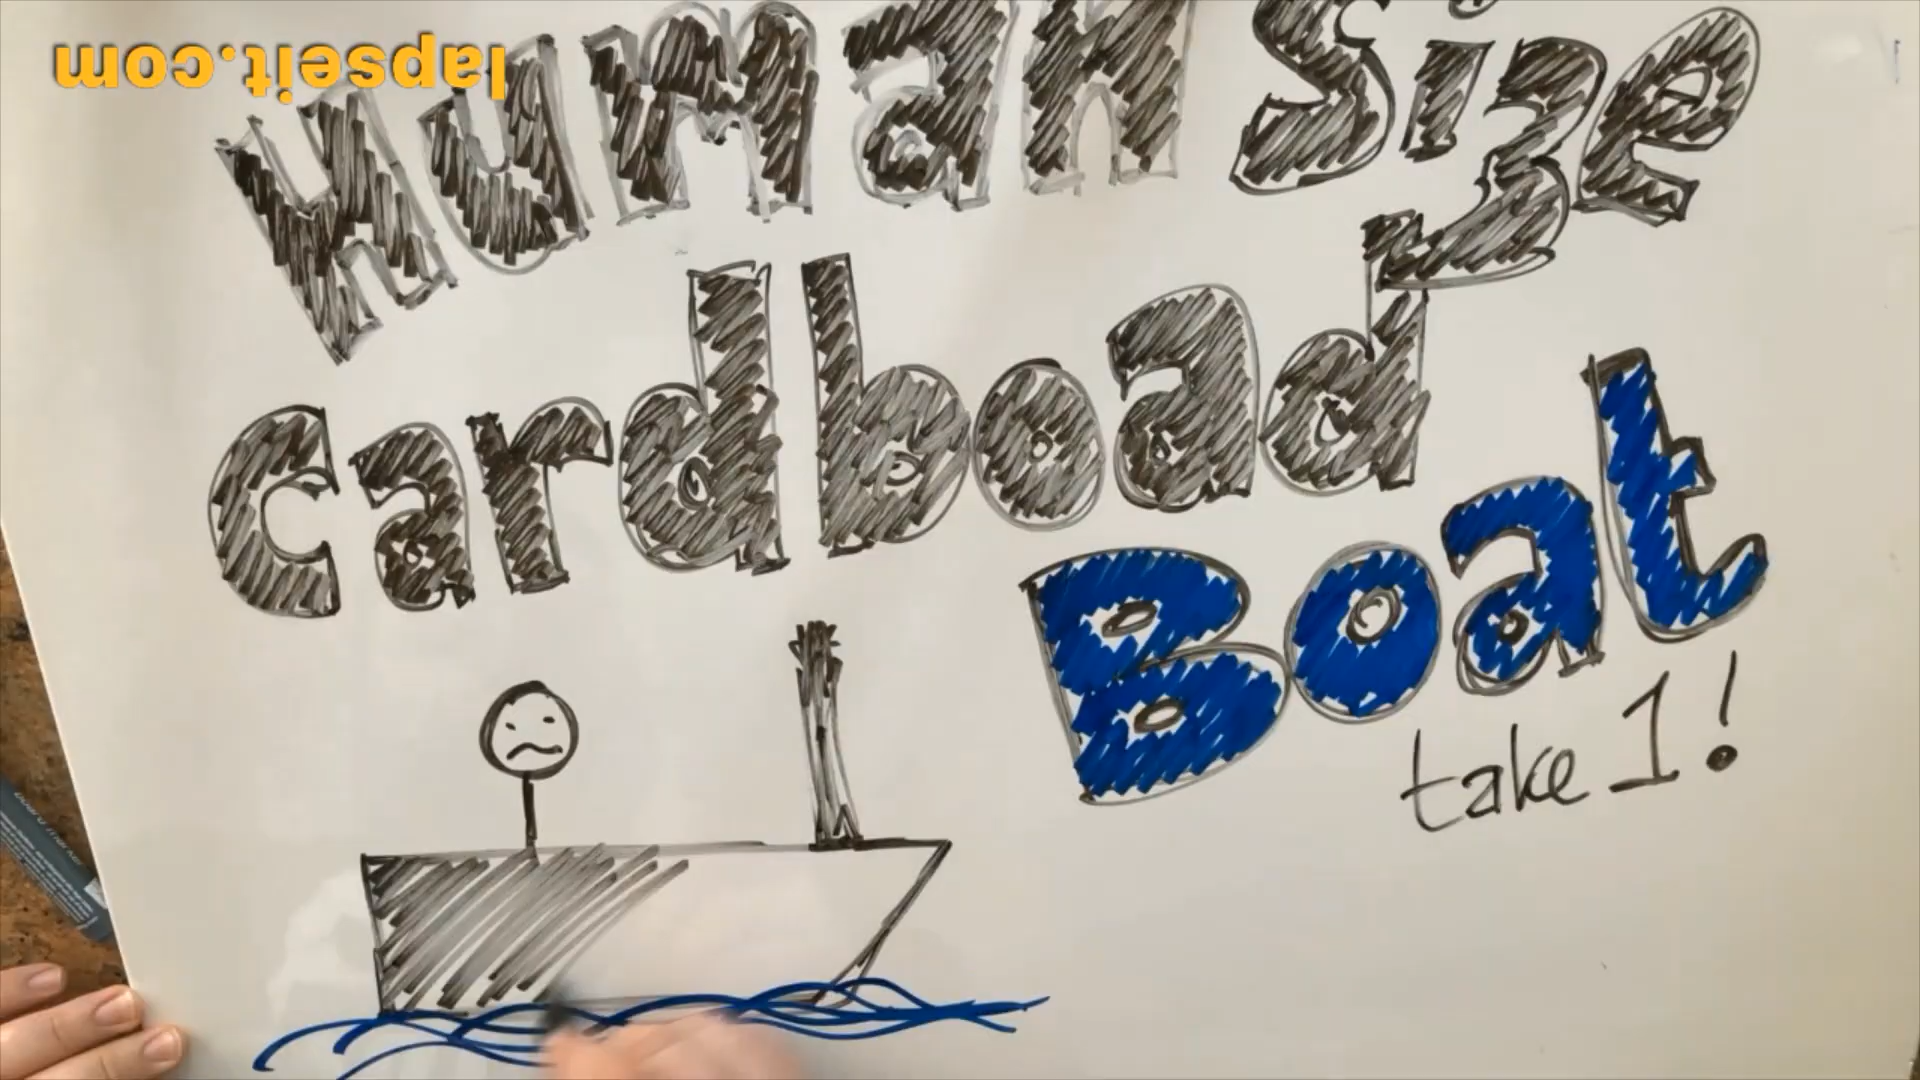 lapseit.com
Human Size
cardboad
Boat
take 1!